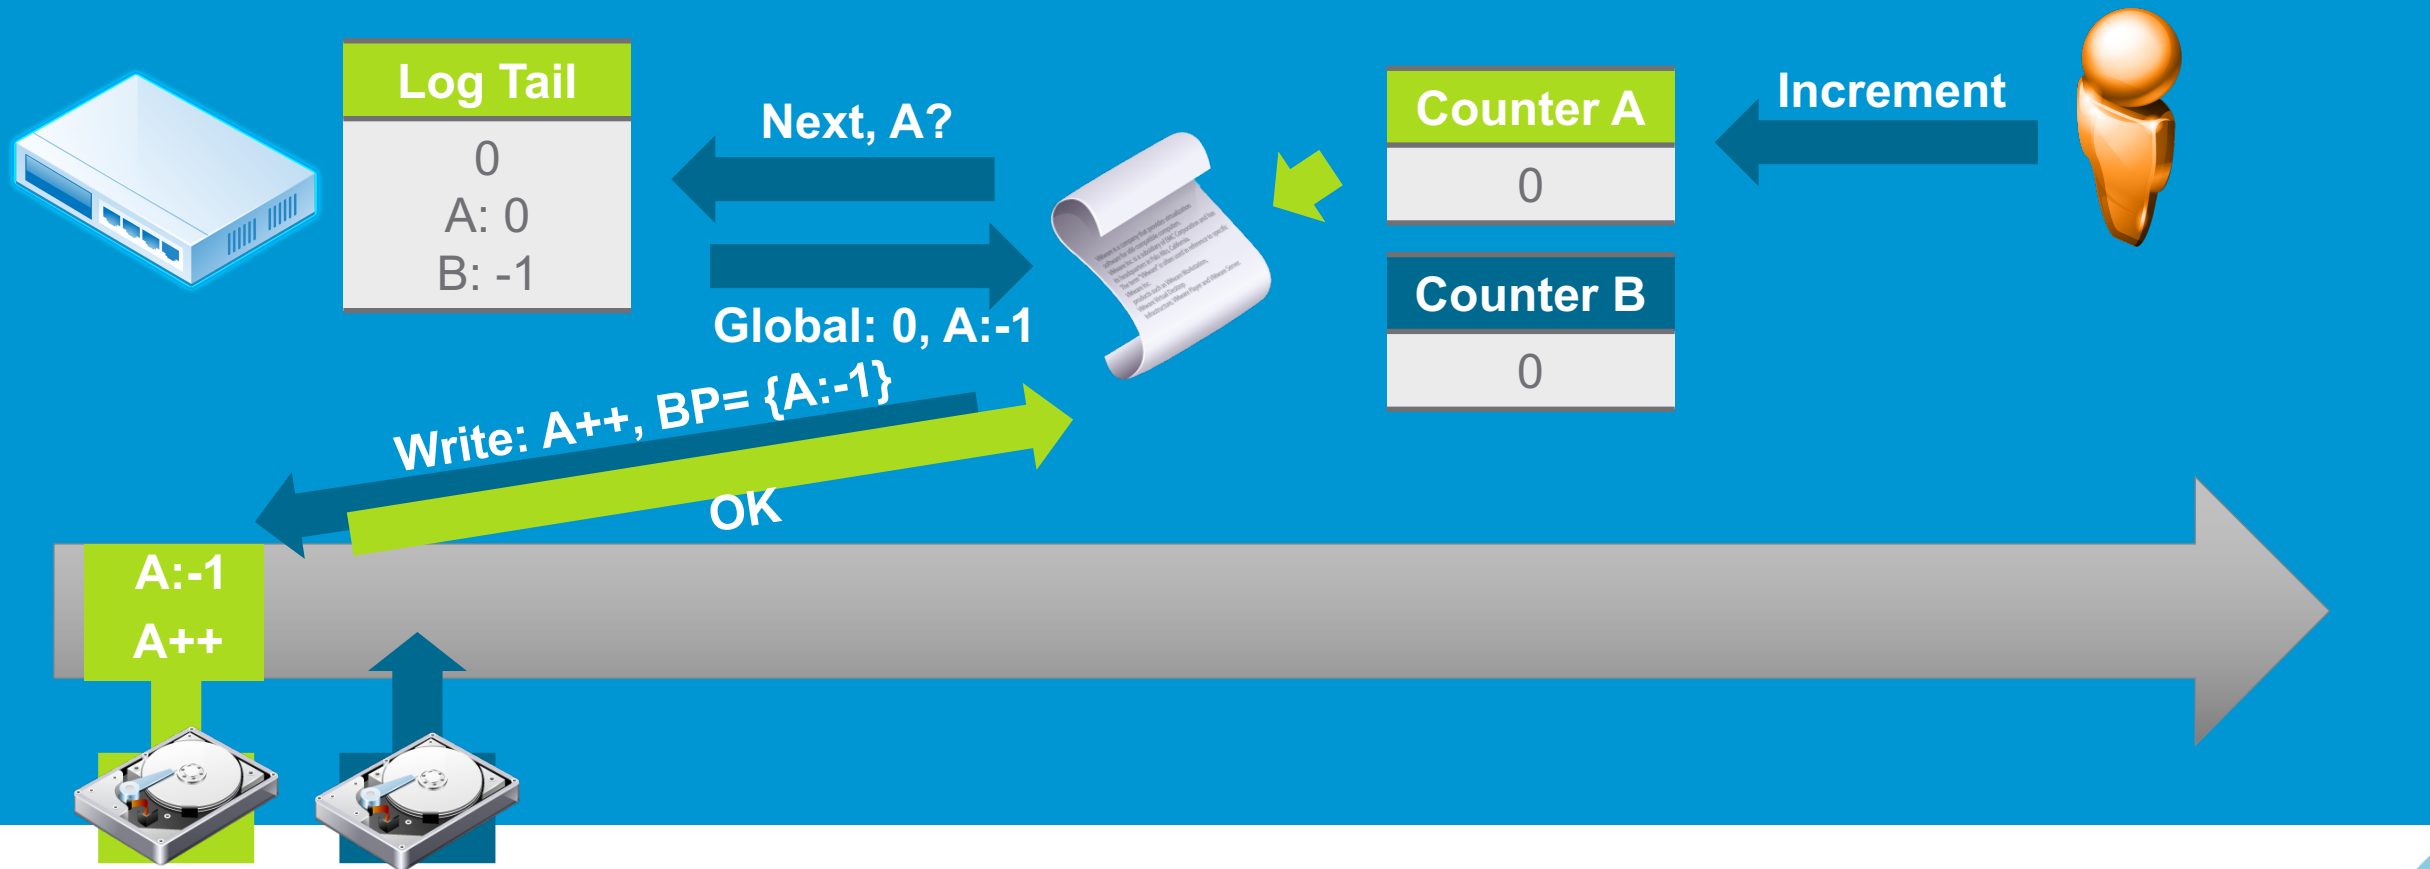 Log Tail
0
A: 0
B: -1
Next, A?
Global: 0, A:-1
Counter A
0
Counter B
0
Increment
Write: A++, BP= {A:-1}
OK
A:-1
A++